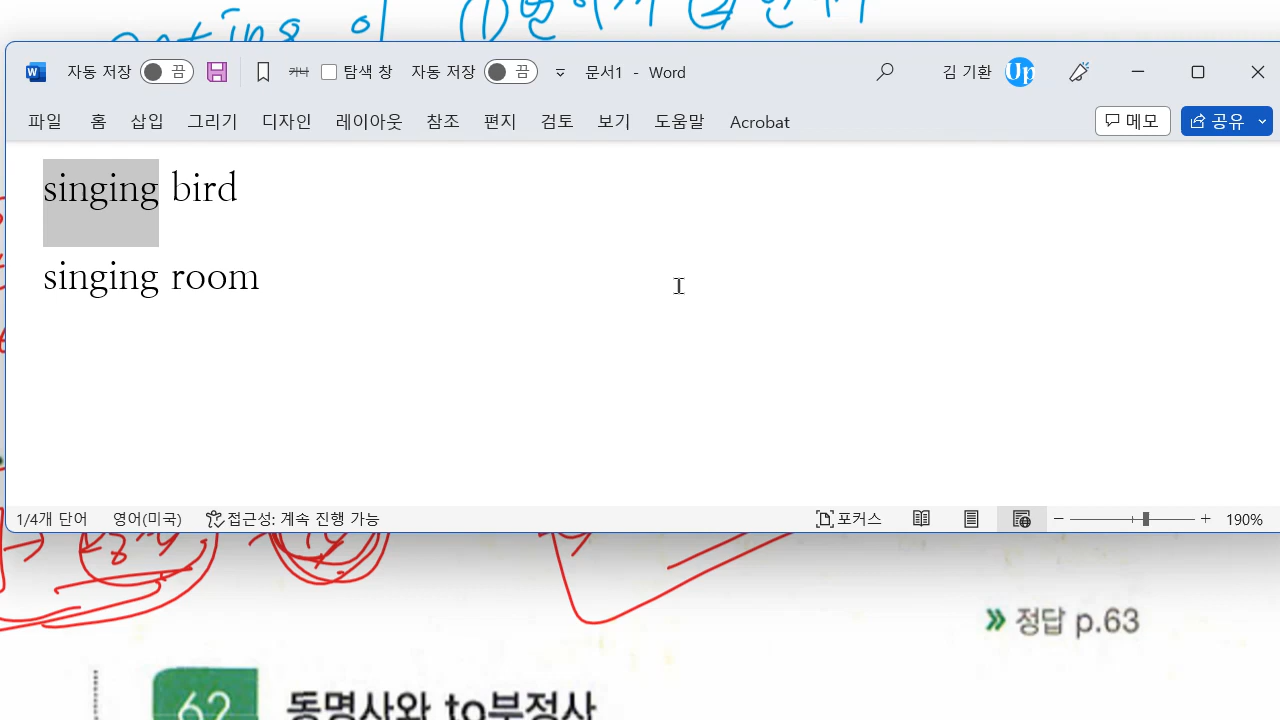 자동 저장 끔 가나 탐색 창 자동 저장 끔 문서1 - Word 김 기환 Up
파일 홈 삽입 그리기 디자인 레이아웃 참조 편지 검토 보기 도움말 Acrobat 메모 공유
singing bird
singing room
1/4개 단어 영어(미국) 접근성: 계속 진행 가능 포커스 190%
» 정답 p.63
62 동명사와 to부정사